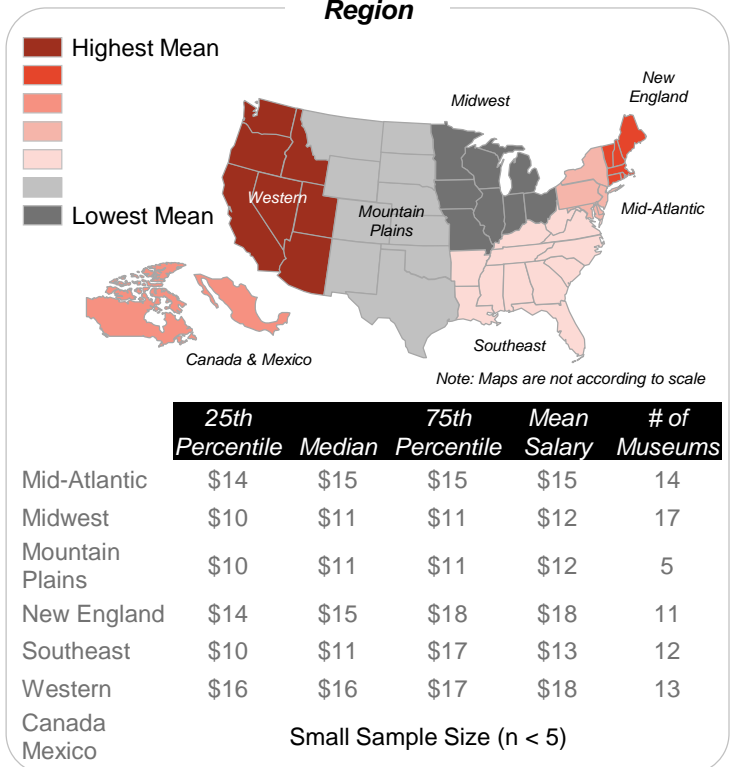 Region
Highest Mean
Lowest Mean
New
England
Midwest
Western
Mountain
Plains
Mid-Atlantic
Southeast
Canada & Mexico
Note: Maps are not according to scale
25th Percentile Median 75th Percentile Mean Salary # of Museums
Mid-Atlantic $14 $15 $15 $15 14
Midwest $10 $11 $11 $12 17
Mountain Plains $10 $11 $11 $12 5
New England $14 $15 $18 $18 11
Southeast $10 $11 $17 $13 12
Western $16 $16 $17 $18 13
Canada
Mexico
Small Sample Size (n < 5)